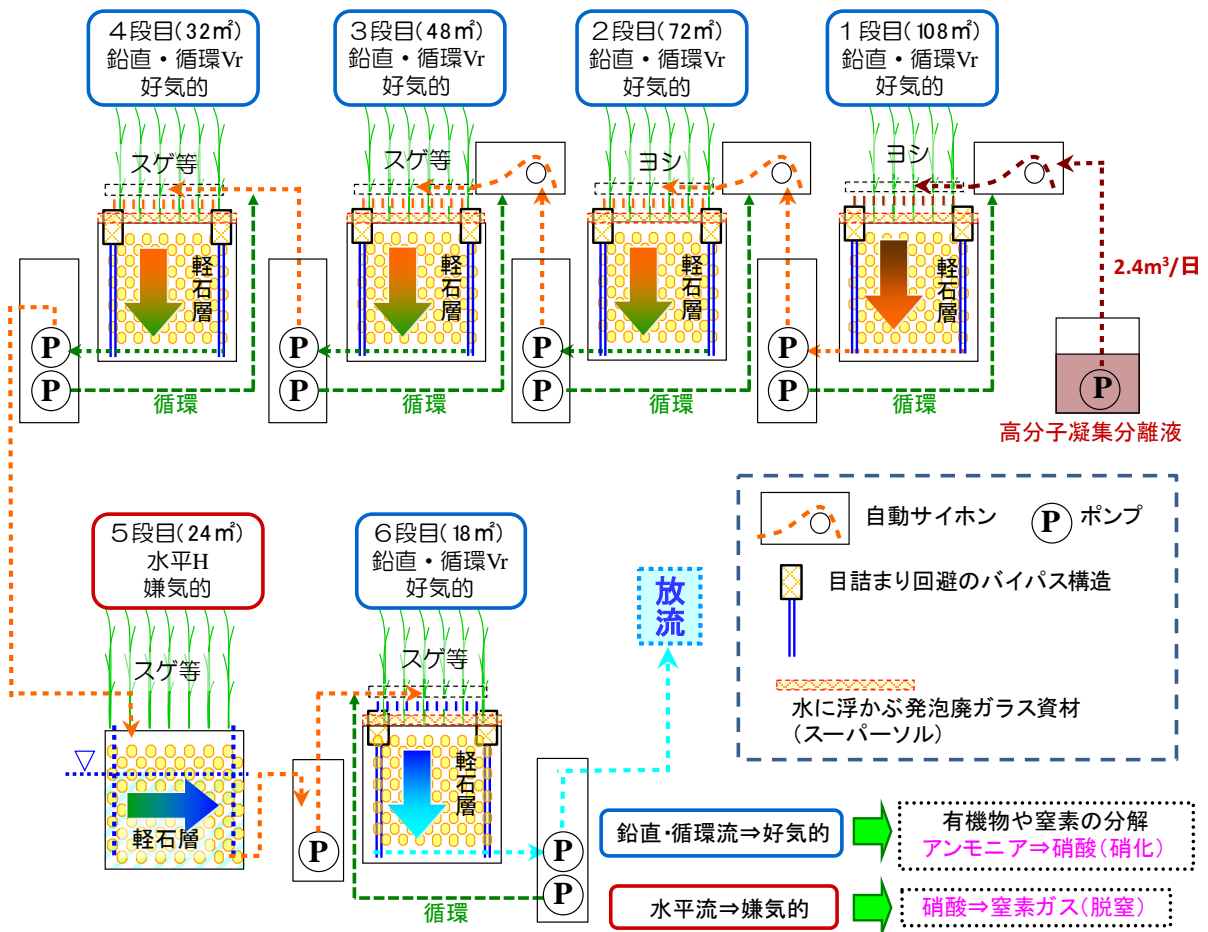 4段目(32㎡)
鉛直・循環Vr
好気的
3段目(48㎡)
鉛直・循環Vr
好気的
2段目(72㎡)
鉛直・循環Vr
好気的
1段目(108㎡)
鉛直・循環Vr
好気的
スゲ等
スゲ等
ヨシ
ヨシ
軽石層
軽石層
軽石層
軽石層
2.4m³/日
P
P
P
P
P
P
P
P
P
循環
循環
循環
循環
高分子凝集分離液
5段目(24㎡)
水平H
嫌気的
6段目(18㎡)
鉛直・循環Vr
好気的
スゲ等
スゲ等
▽
軽石層
軽石層
P
P
P
循環
放流
自動サイホン
P
ポンプ
目詰まり回避のバイパス構造
水に浮かぶ発泡廃ガラス資材
(スーパーソル)
鉛直・循環流⇒好気的
有機物や窒素の分解
アンモニア⇒硝酸(硝化)
水平流⇒嫌気的
硝酸⇒窒素ガス(脱窒)